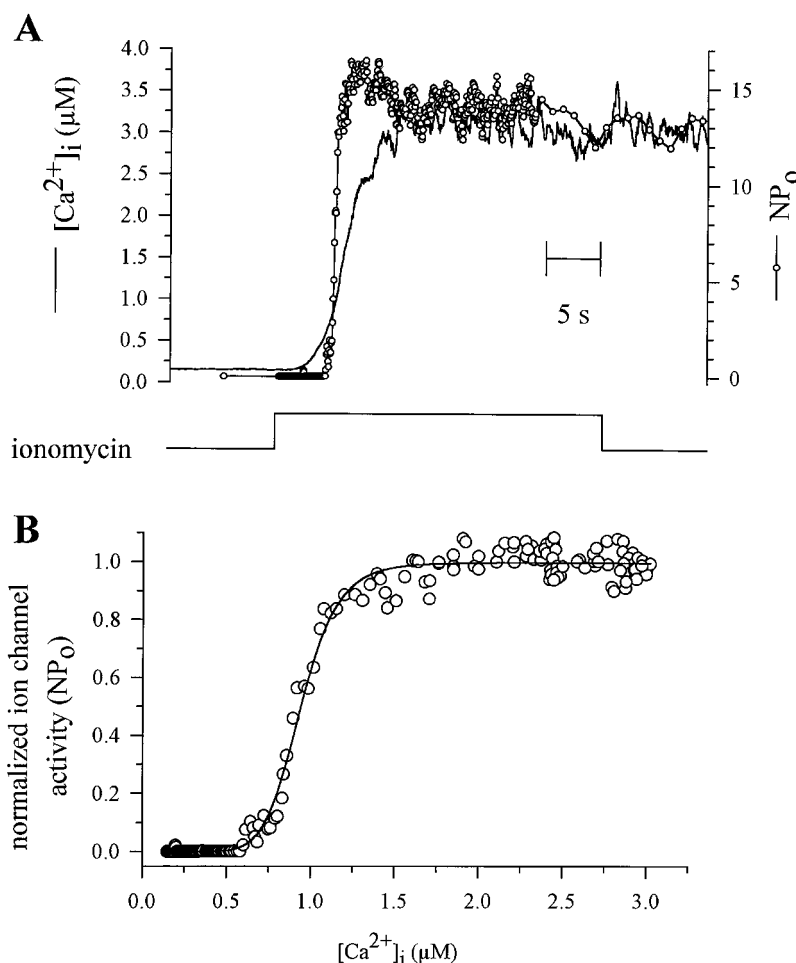 A
[Ca²⁺]i (μM)
4.0
3.5
3.0
2.5
2.0
1.5
1.0
0.5
0.0
15
10
5
0
NPo
5 s
ionomycin
B
normalized ion channel
activity (NPo)
1.0
0.8
0.6
0.4
0.2
0.0
0.0
0.5
1.0
1.5
2.0
2.5
3.0
[Ca²⁺]i (μM)